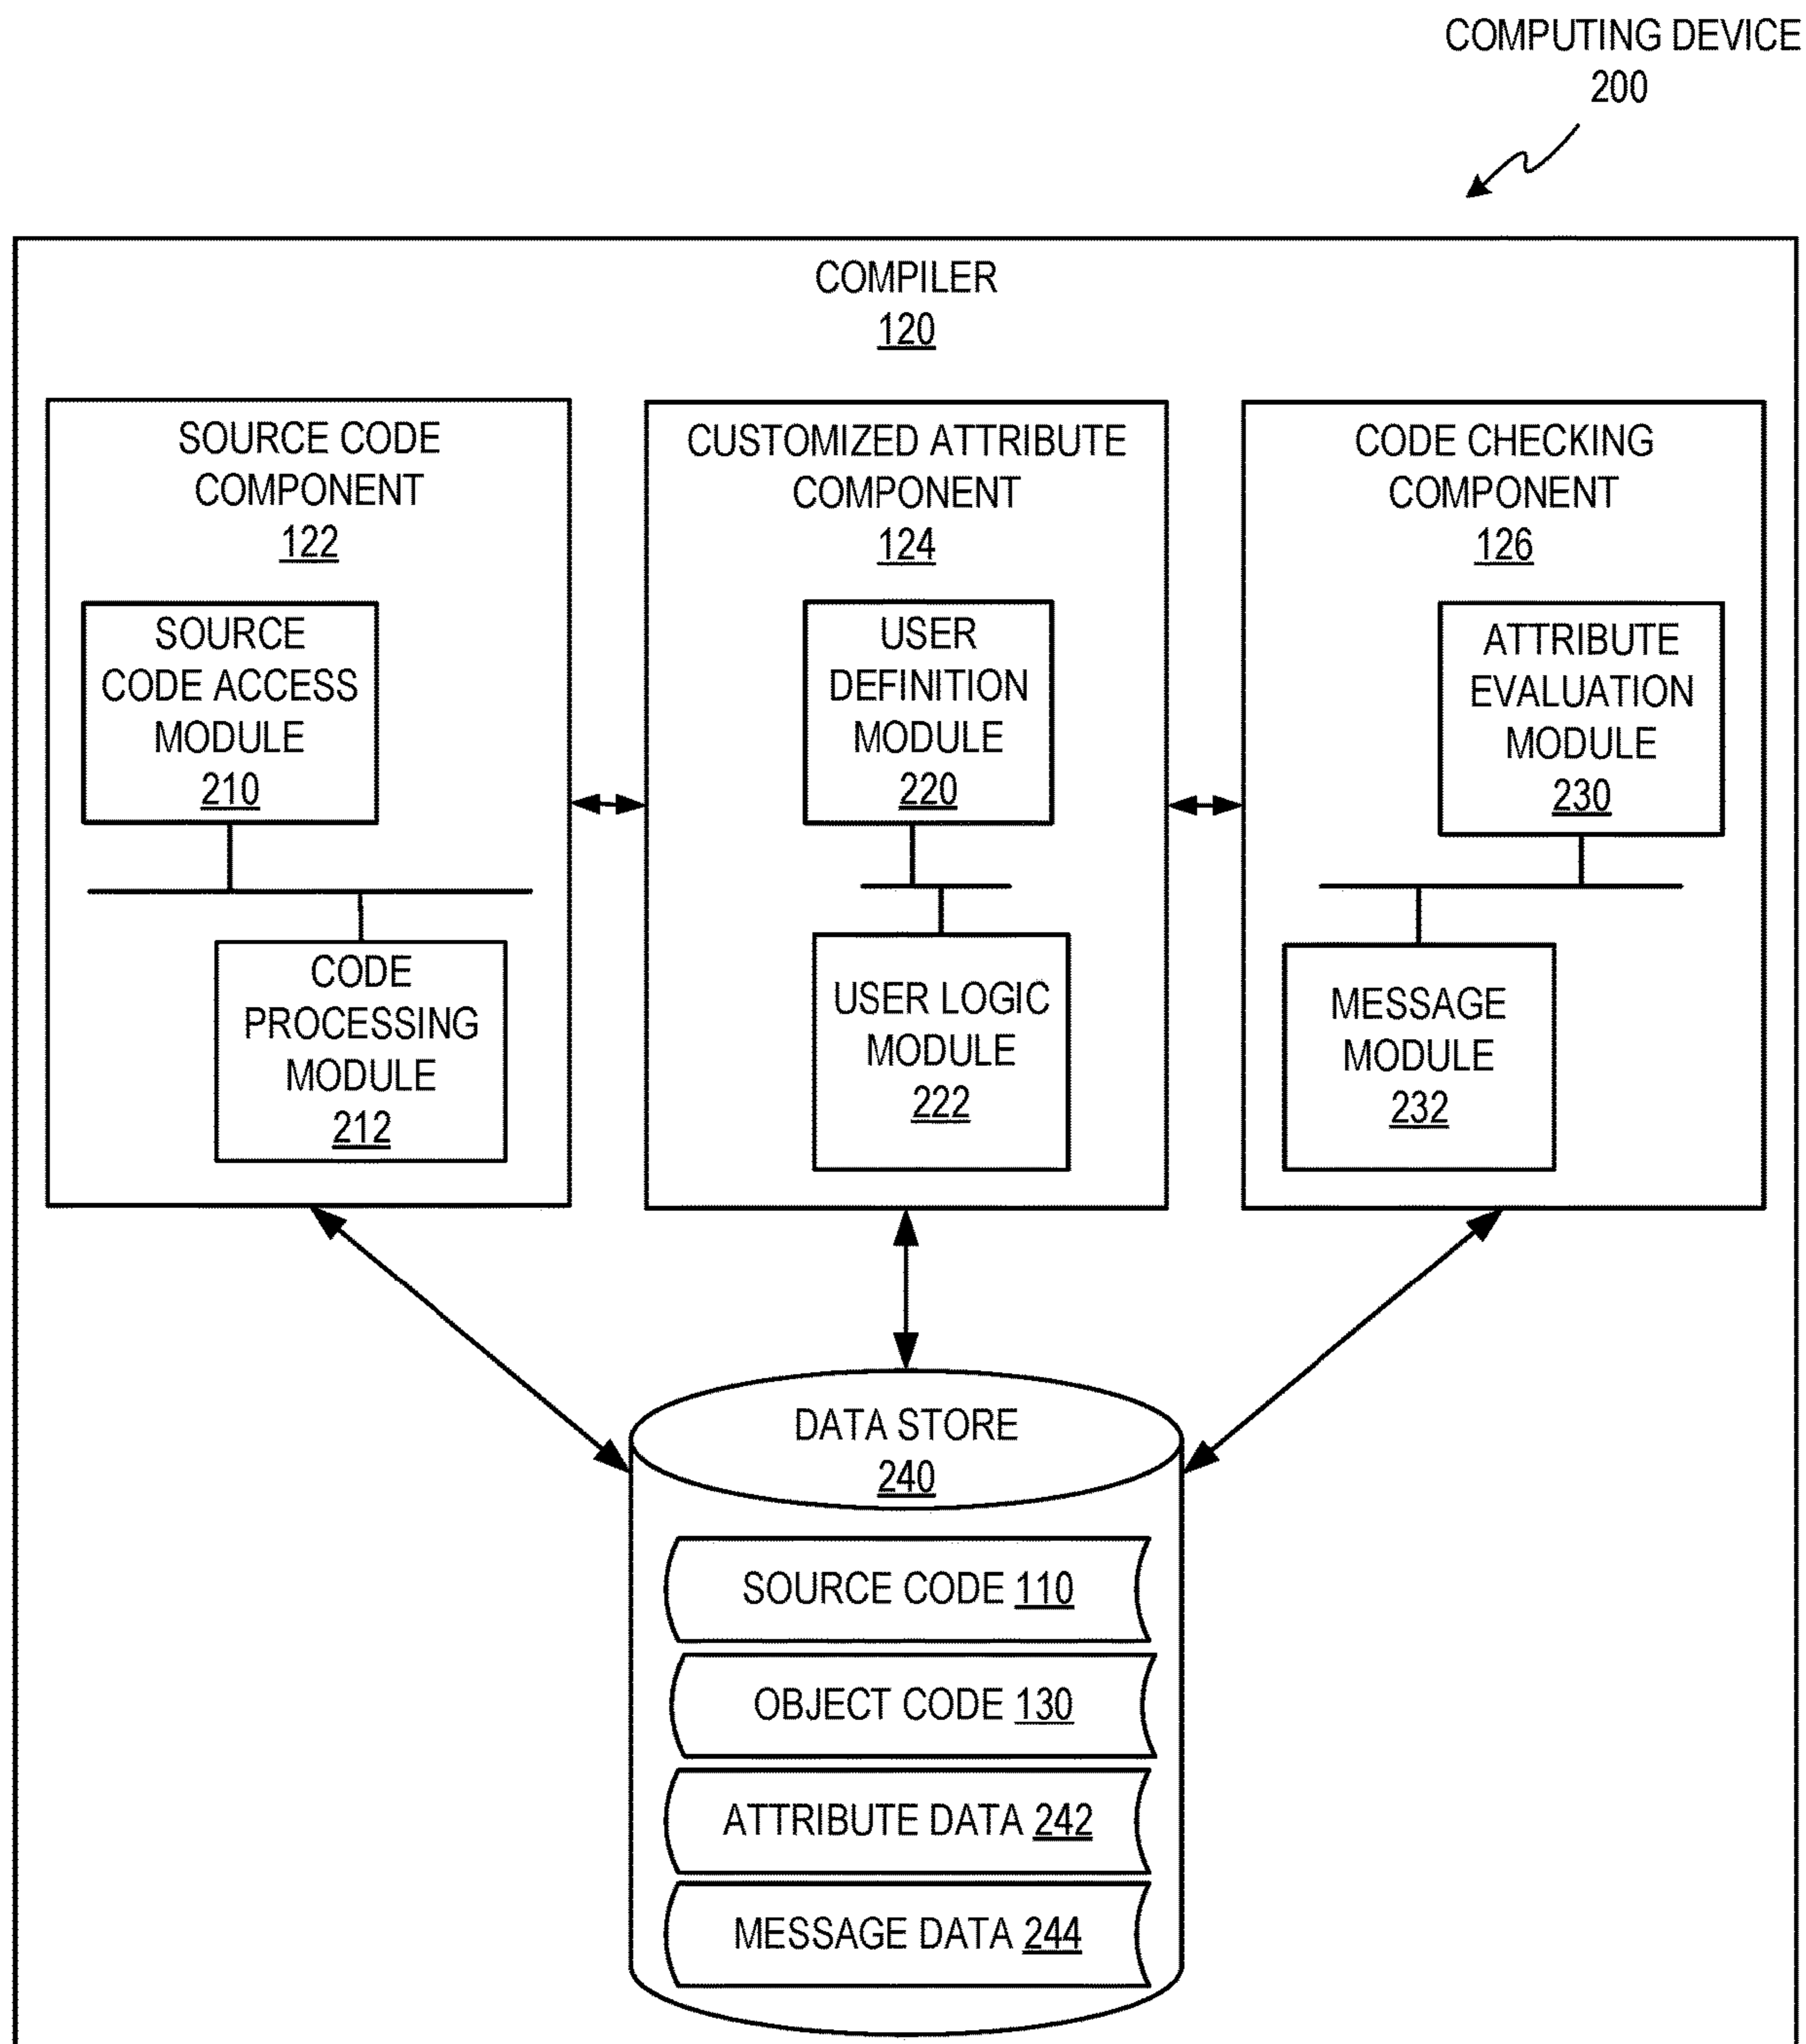 COMPUTING DEVICE
200
COMPILER
120
SOURCE CODE
COMPONENT
122
SOURCE
CODE ACCESS
MODULE
210
CODE
PROCESSING
MODULE
212
CUSTOMIZED ATTRIBUTE
COMPONENT
124
USER
DEFINITION
MODULE
220
USER LOGIC
MODULE
222
CODE CHECKING
COMPONENT
126
ATTRIBUTE
EVALUATION
MODULE
230
MESSAGE
MODULE
232
DATA STORE
240
SOURCE CODE 110
OBJECT CODE 130
ATTRIBUTE DATA 242
MESSAGE DATA 244